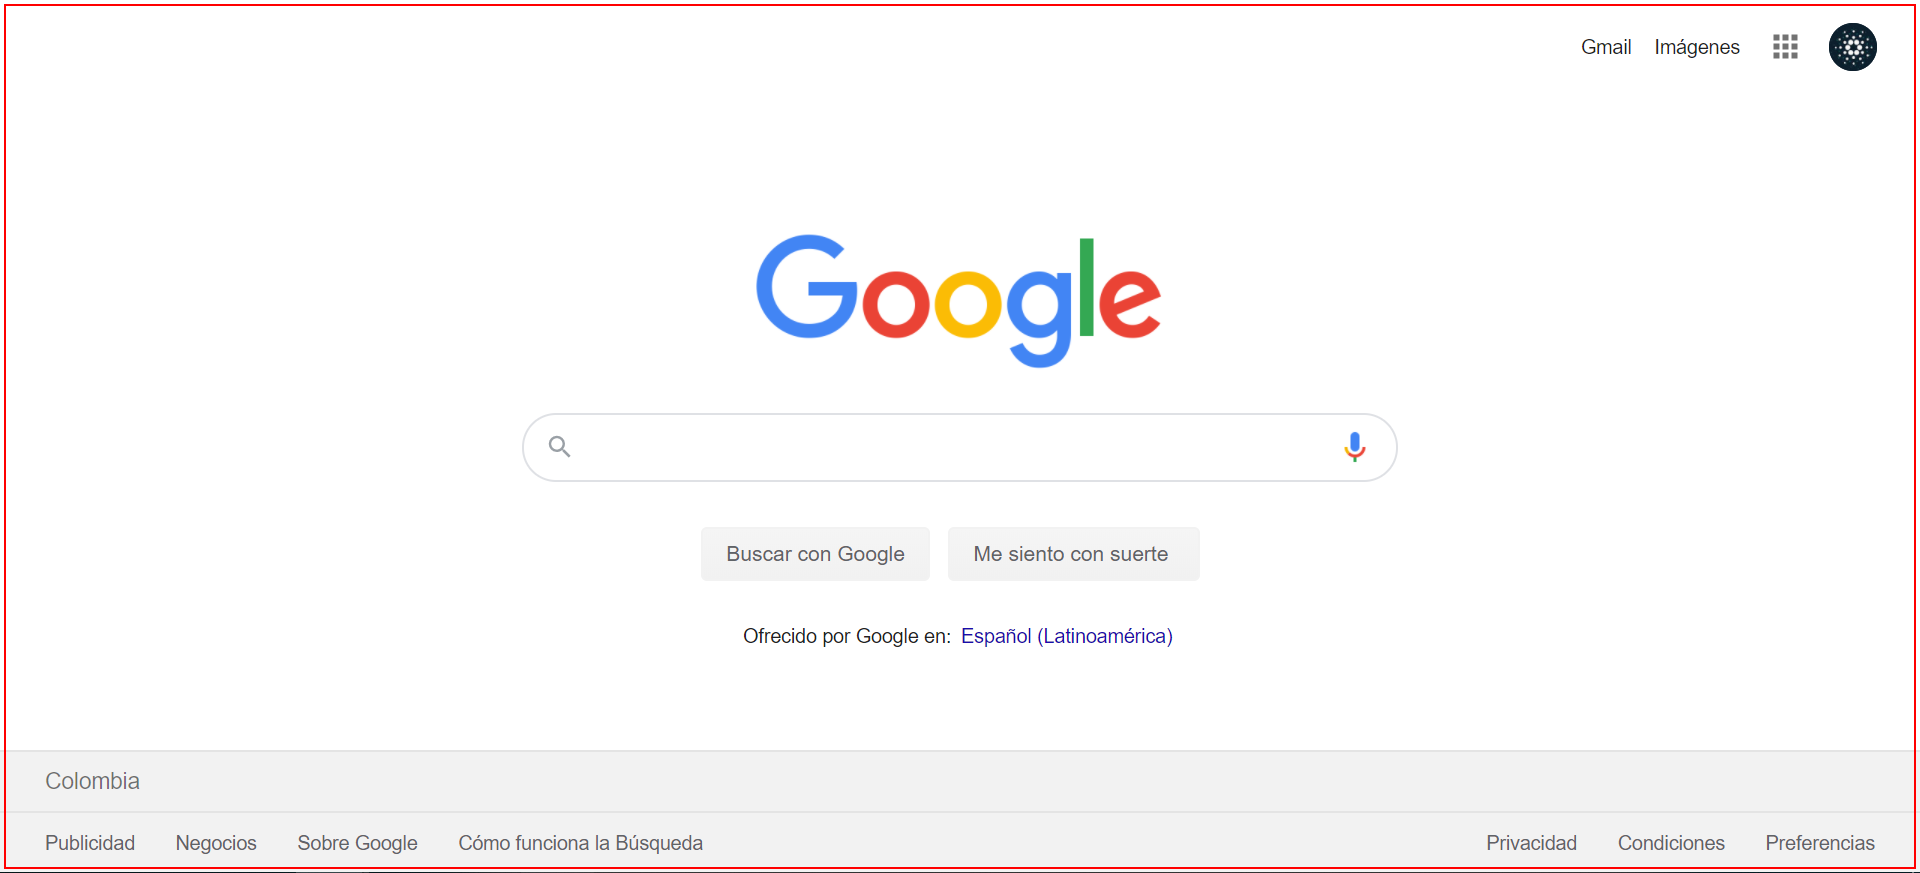 Gmail Imágenes
Google
Buscar con Google Me siento con suerte
Ofrecido por Google en: Español (Latinoamérica)
Colombia
Publicidad Negocios Sobre Google Cómo funciona la Búsqueda Privacidad Condiciones Preferencias